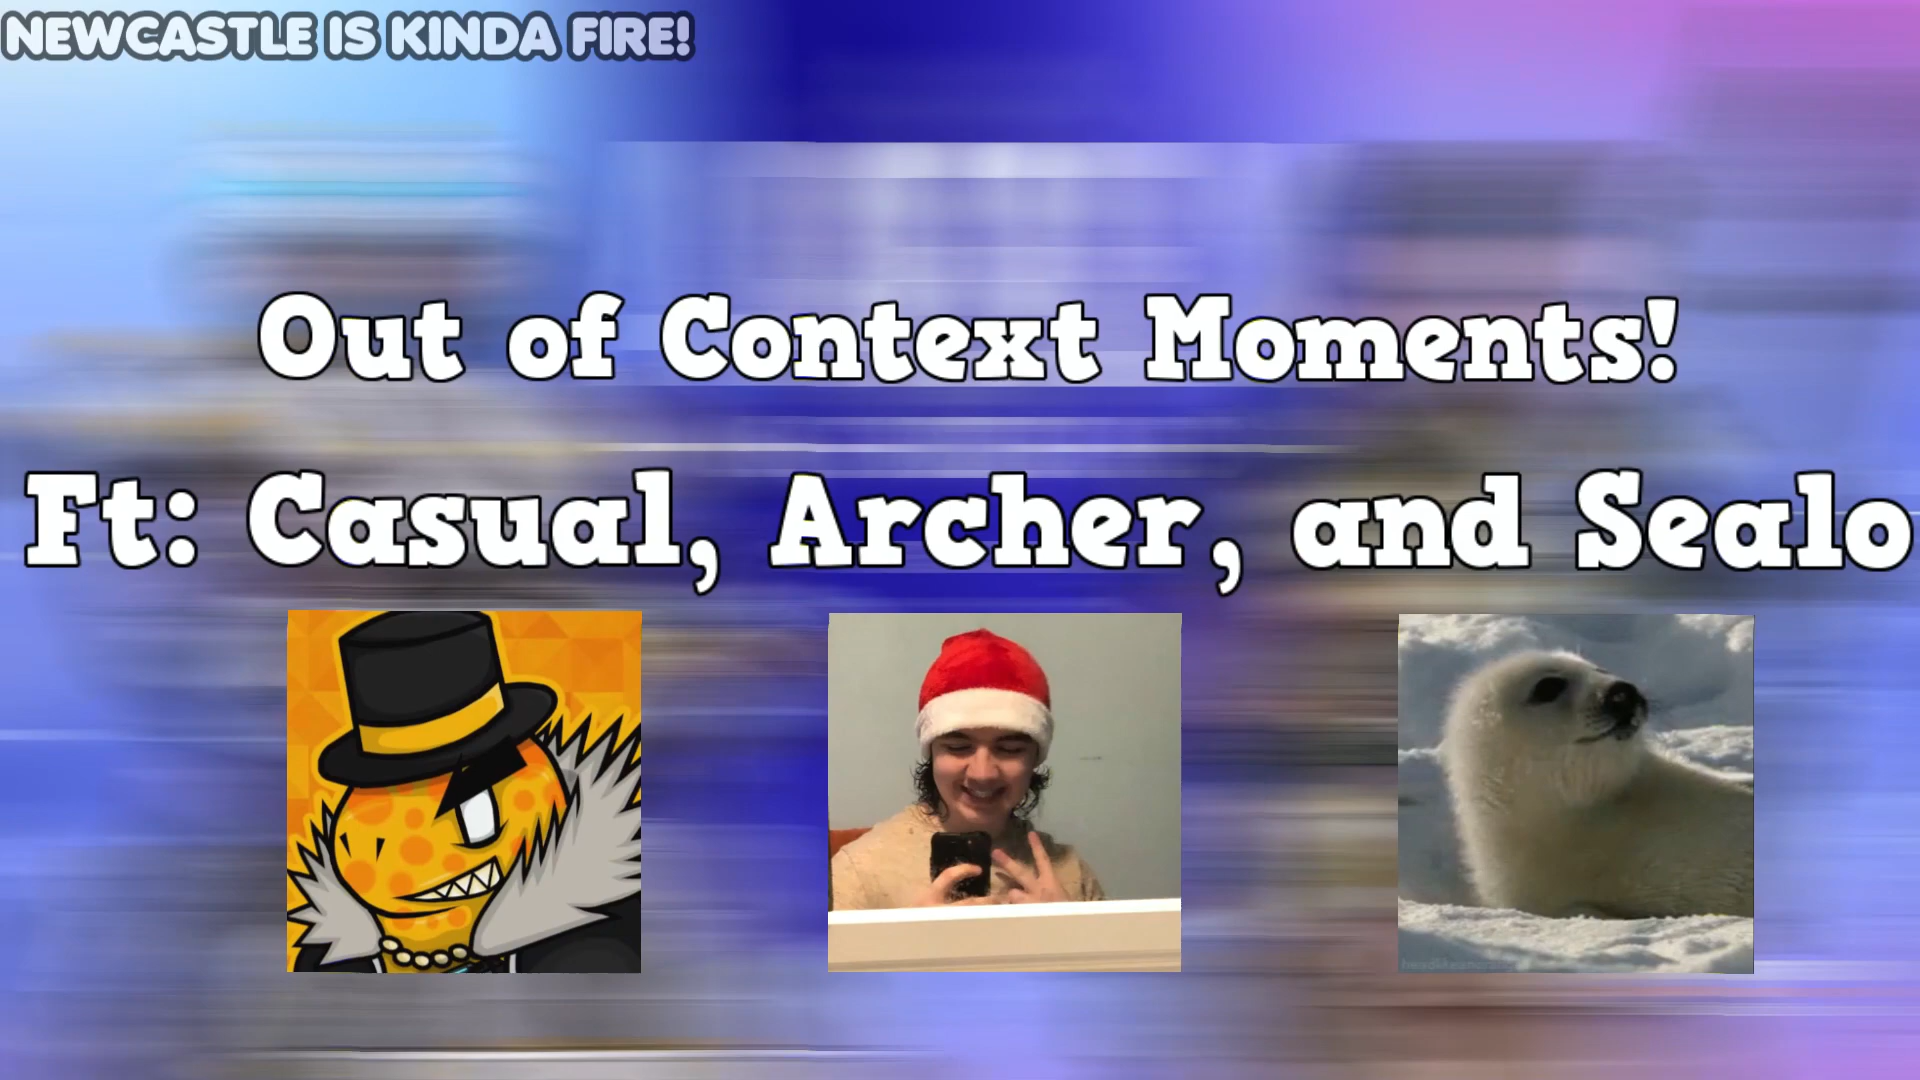 NEWCASTLE IS KINDA FIRE!
Out of Context Moments!
Ft: Casual, Archer, and Sealo